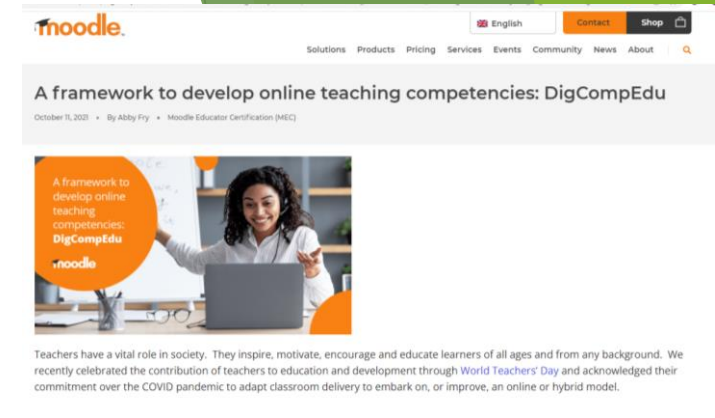 moodle.
English
Contact
Shop
Solutions Products Pricing Services Events Community News About
A framework to develop online teaching competencies: DigCompEdu
October 11, 2021 • By Abby Fry • Moodle Educator Certification (MEC)
A framework to
develop online
teaching
competencies:
DigCompEdu
moodle
Teachers have a vital role in society. They inspire, motivate, encourage and educate learners of all ages and from any background. We
recently celebrated the contribution of teachers to education and development through World Teachers' Day and acknowledged their
commitment over the COVID pandemic to adapt classroom delivery to embark on, or improve, an online or hybrid model.